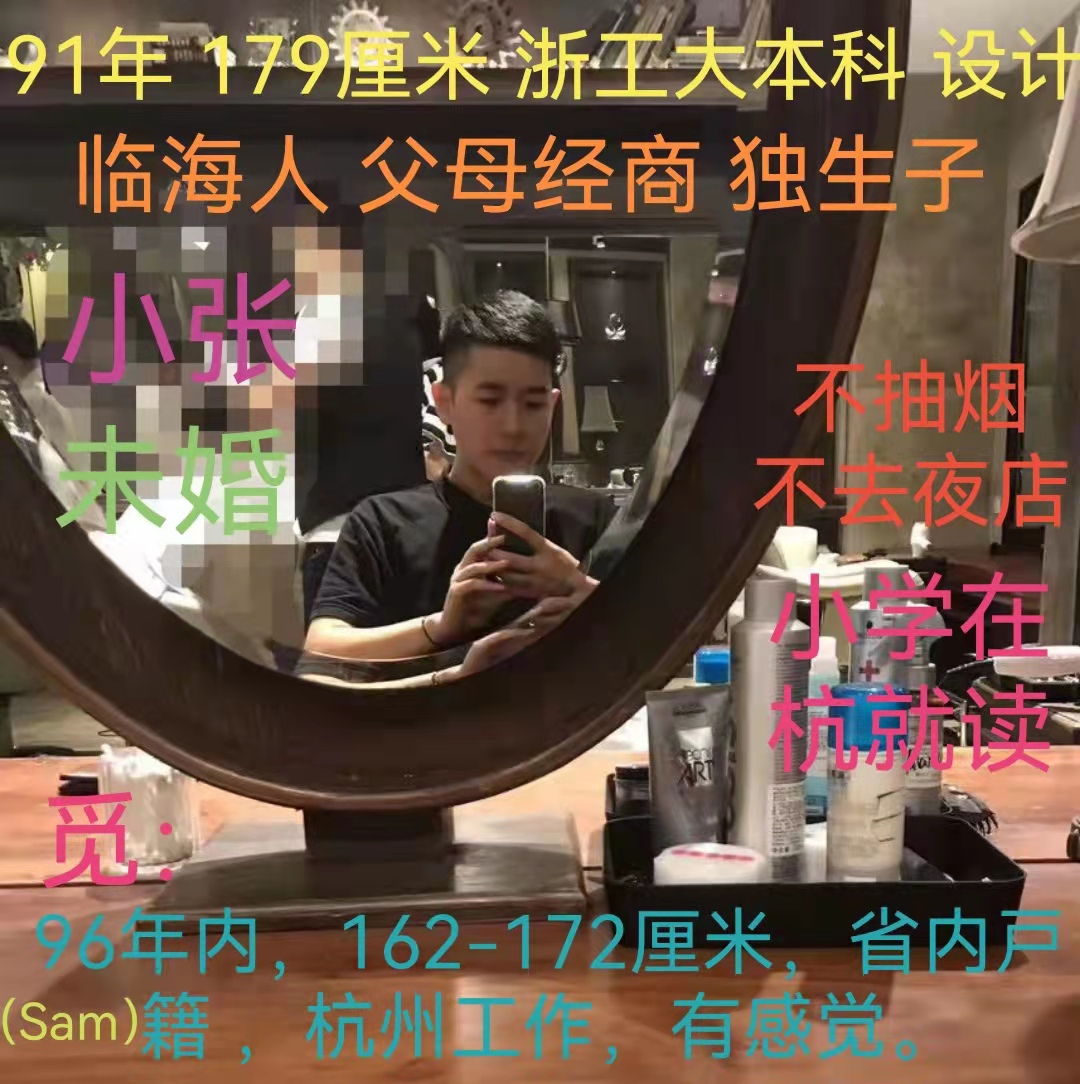 91年 179厘米 浙工大本科 设计
临海人 父母经商 独生子
小张
未婚
不抽烟
不去夜店
小学在
杭就读
觅：
96年内，162-172厘米，省内户
(Sam)籍，杭州工作，有感觉。
ART